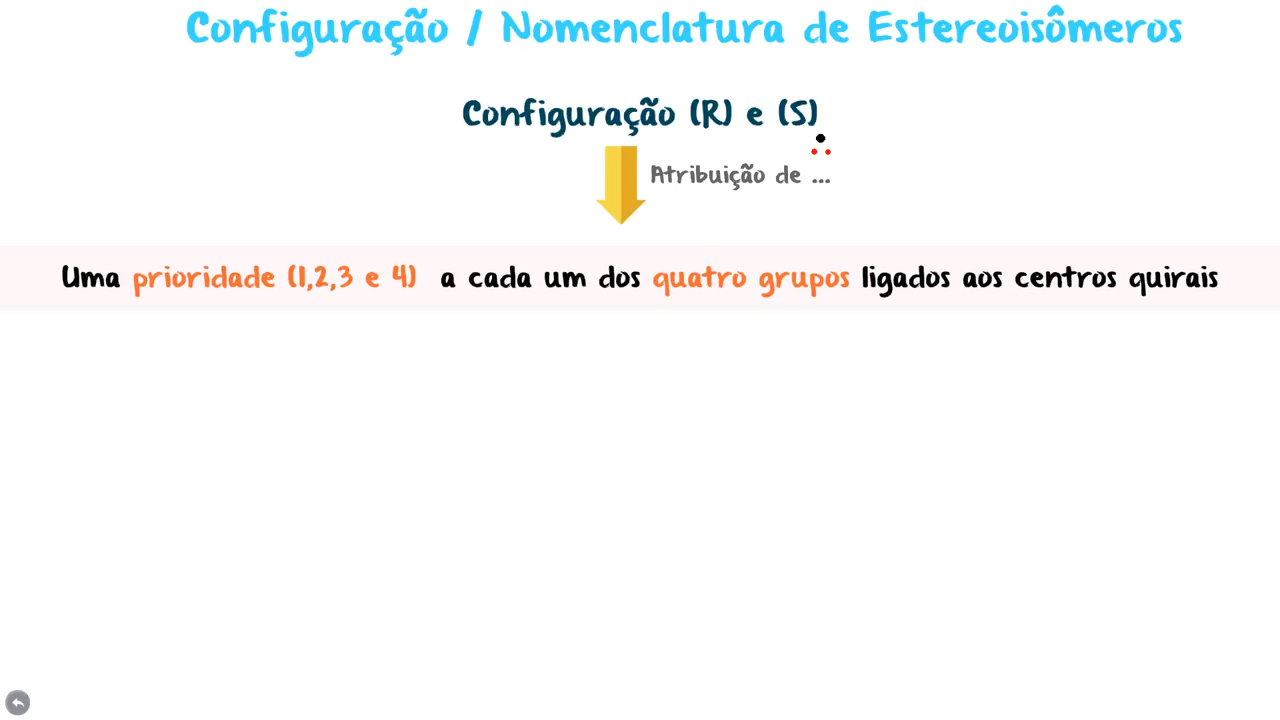 Configuração / Nomenclatura de Estereoisômeros
Configuração (R) e (S)
Atribuição de ...
Uma prioridade (1,2,3 e 4) a cada um dos quatro grupos ligados aos centros quirais